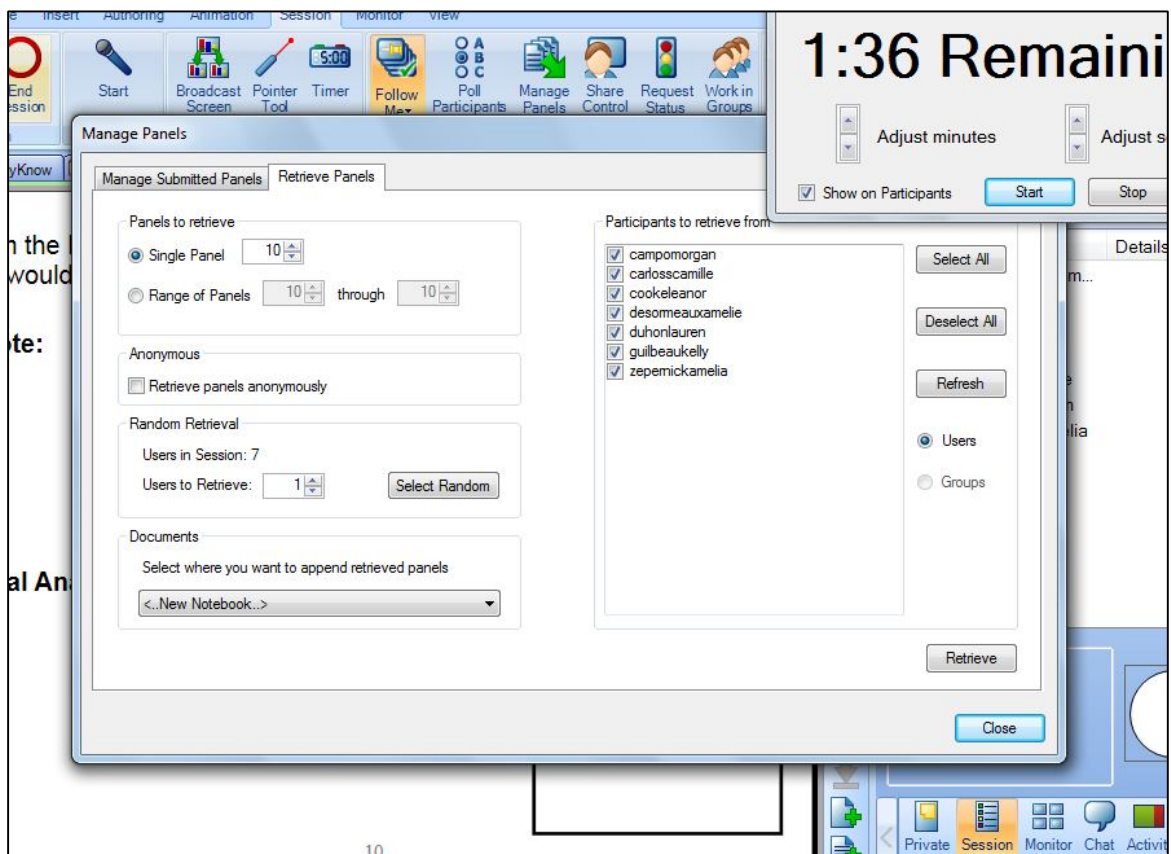 Insert Authoring Animation Session Monitor View
End Session
Start
Broadcast Screen
Pointer Tool
5:00
Timer
Follow Me
A
B
C
Poll Participants
Manage Panels
Share Control
Request Status
Work in Groups
1:36 Remaini
Adjust minutes
Adjust s
Show on Participants
Start
Stop
Manage Panels
yKnow
Manage Submitted Panels
Retrieve Panels
Panels to retrieve
Single Panel 10
Range of Panels 10 through 10
Anonymous
Retrieve panels anonymously
Random Retrieval
Users in Session: 7
Users to Retrieve: 1
Select Random
Documents
Select where you want to append retrieved panels
<..New Notebook..>
Participants to retrieve from
campomorgan
carlosscamille
cookeleanor
desormeauxamelie
duhonlauren
guilbeaukelly
zepernickamelia
Select All
Deselect All
Refresh
Users
Groups
Retrieve
Close
Details
m...
elia
n the
would
ote:
al An
10
Private Session Monitor Chat Activit